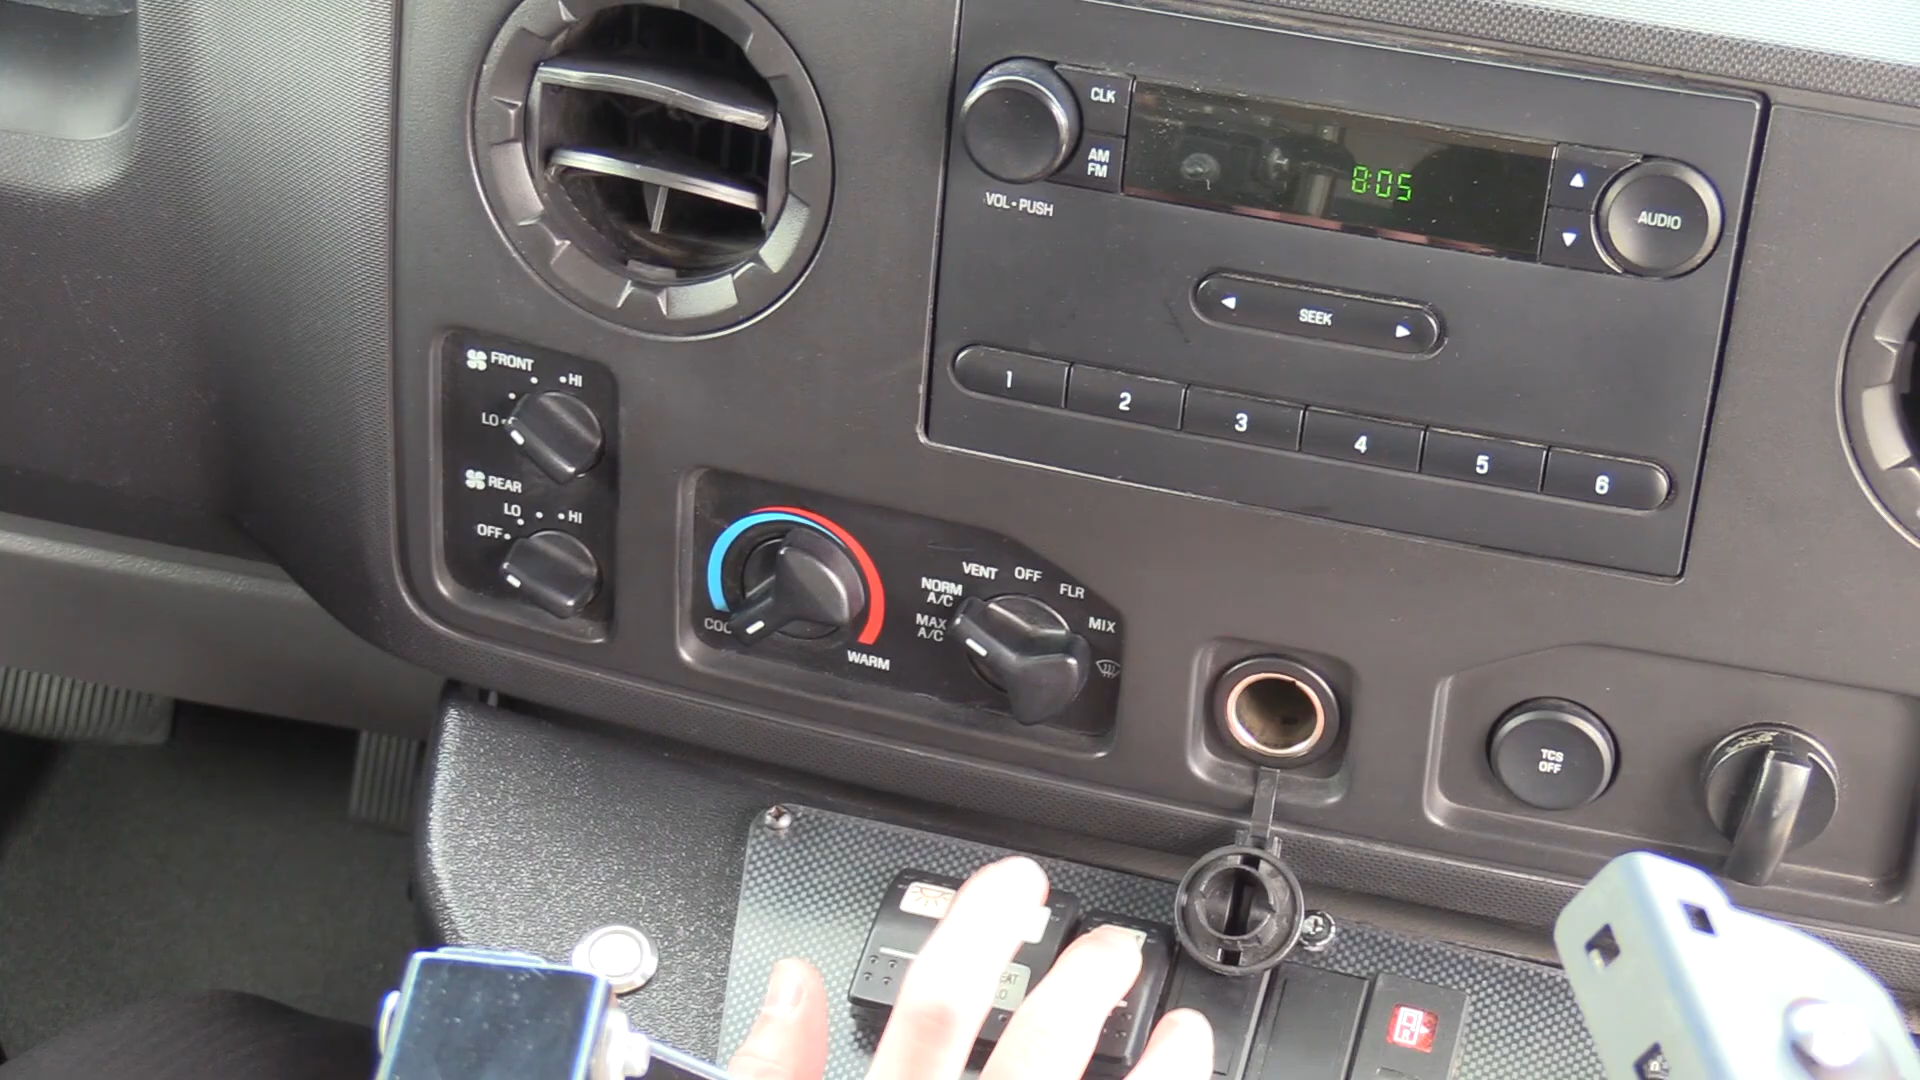 CLK
AM
FM
VOL • PUSH
8:05
AUDIO
SEEK
1
2
3
4
5
6
FRONT
HI
LO
REAR
LO
HI
OFF
WARM
VENT
OFF
FLR
NORM
A/C
MAX
A/C
MIX
TCS
OFF